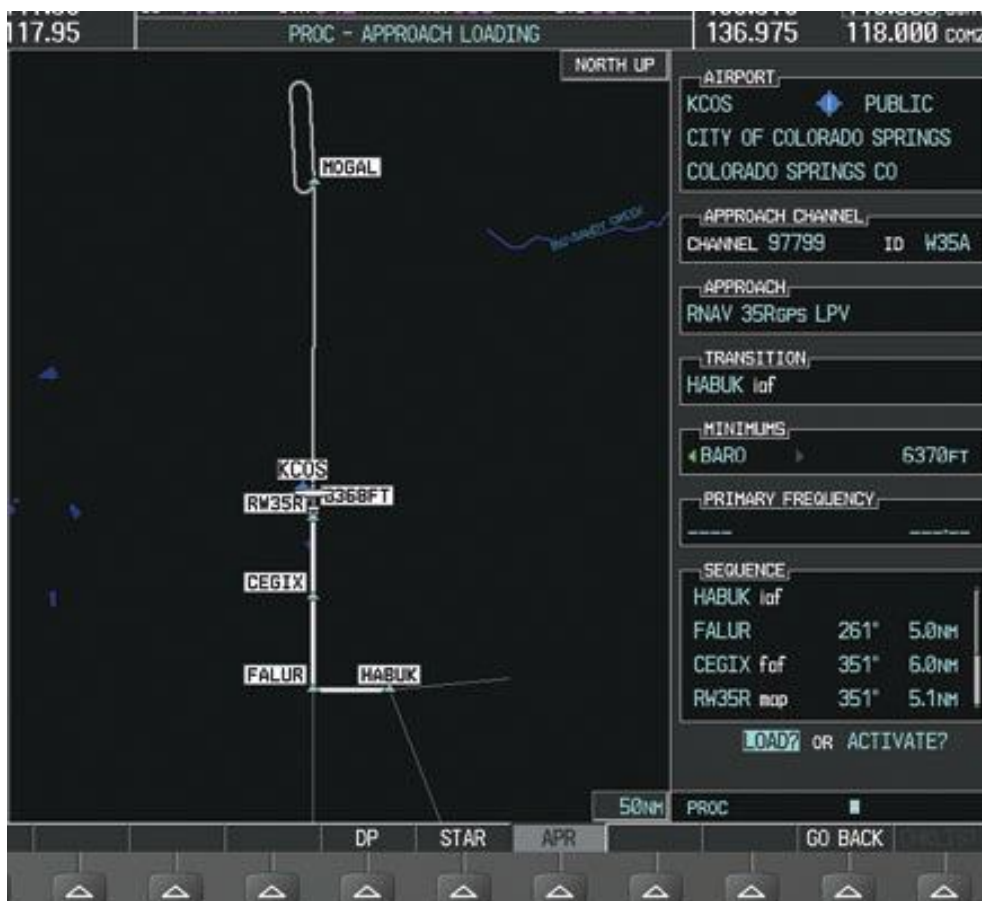 117.95
PROC - APPROACH LOADING
136.975 118.000 COM2
NORTH UP
MOGAL
KCOS
RW35R
6368FT
CEGIX
FALUR HABUK
50NM
AIRPORT
KCOS PUBLIC
CITY OF COLORADO SPRINGS
COLORADO SPRINGS CO
APPROACH CHANNEL
CHANNEL 97799 ID W35A
APPROACH
RNAV 35RGPS LPV
TRANSITION
HABUK iaf
MINIMUMS
BARO 6370FT
PRIMARY FREQUENCY
____ ___.__
SEQUENCE
HABUK iaf
FALUR 261° 5.0NM
CEGIX faf 351° 6.0NM
RW35R map 351° 5.1NM
LOAD? OR ACTIVATE?
PROC
DP STAR APR GO BACK